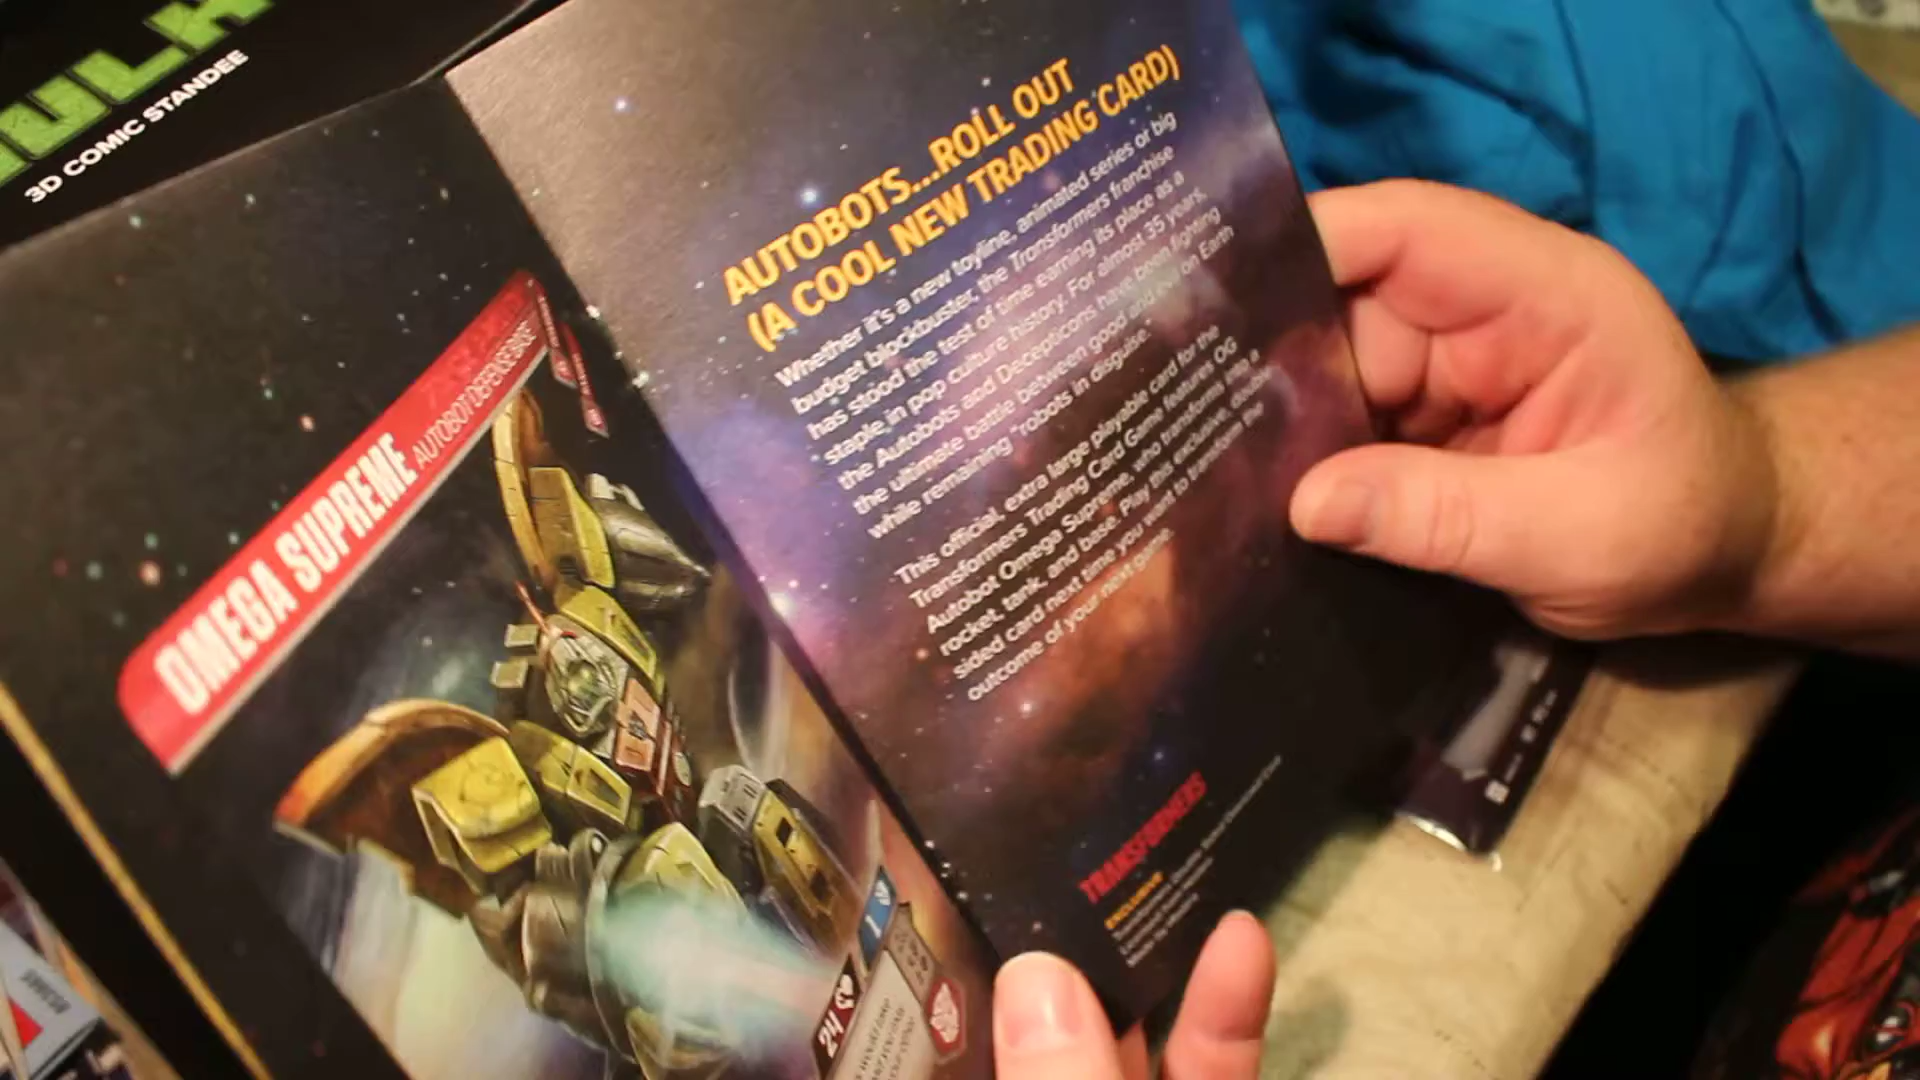 HULK
3D COMIC STANDEE
AUTOBOTS...ROLL OUT
(A COOL NEW TRADING CARD)
Whether it's a new toyline, animated series or big
budget blockbuster, the Transformers franchise
has stood the test of time earning its place as a
staple in pop culture history. For almost 35 years,
the Autobots and Decepticons have been fighting
the ultimate battle between good and evil on Earth
while remaining "robots in disguise."
This official, extra large playable card for the
Transformers Trading Card Game features OG
Autobot Omega Supreme, who transforms into a
rocket, tank, and base. Play this exclusive, double
sided card next time you want to transform the
outcome of your next game.
TRANSFORMERS
EXCLUSIVE
OMEGA SUPREME AUTOBOT DEFENSE BASE
1
24